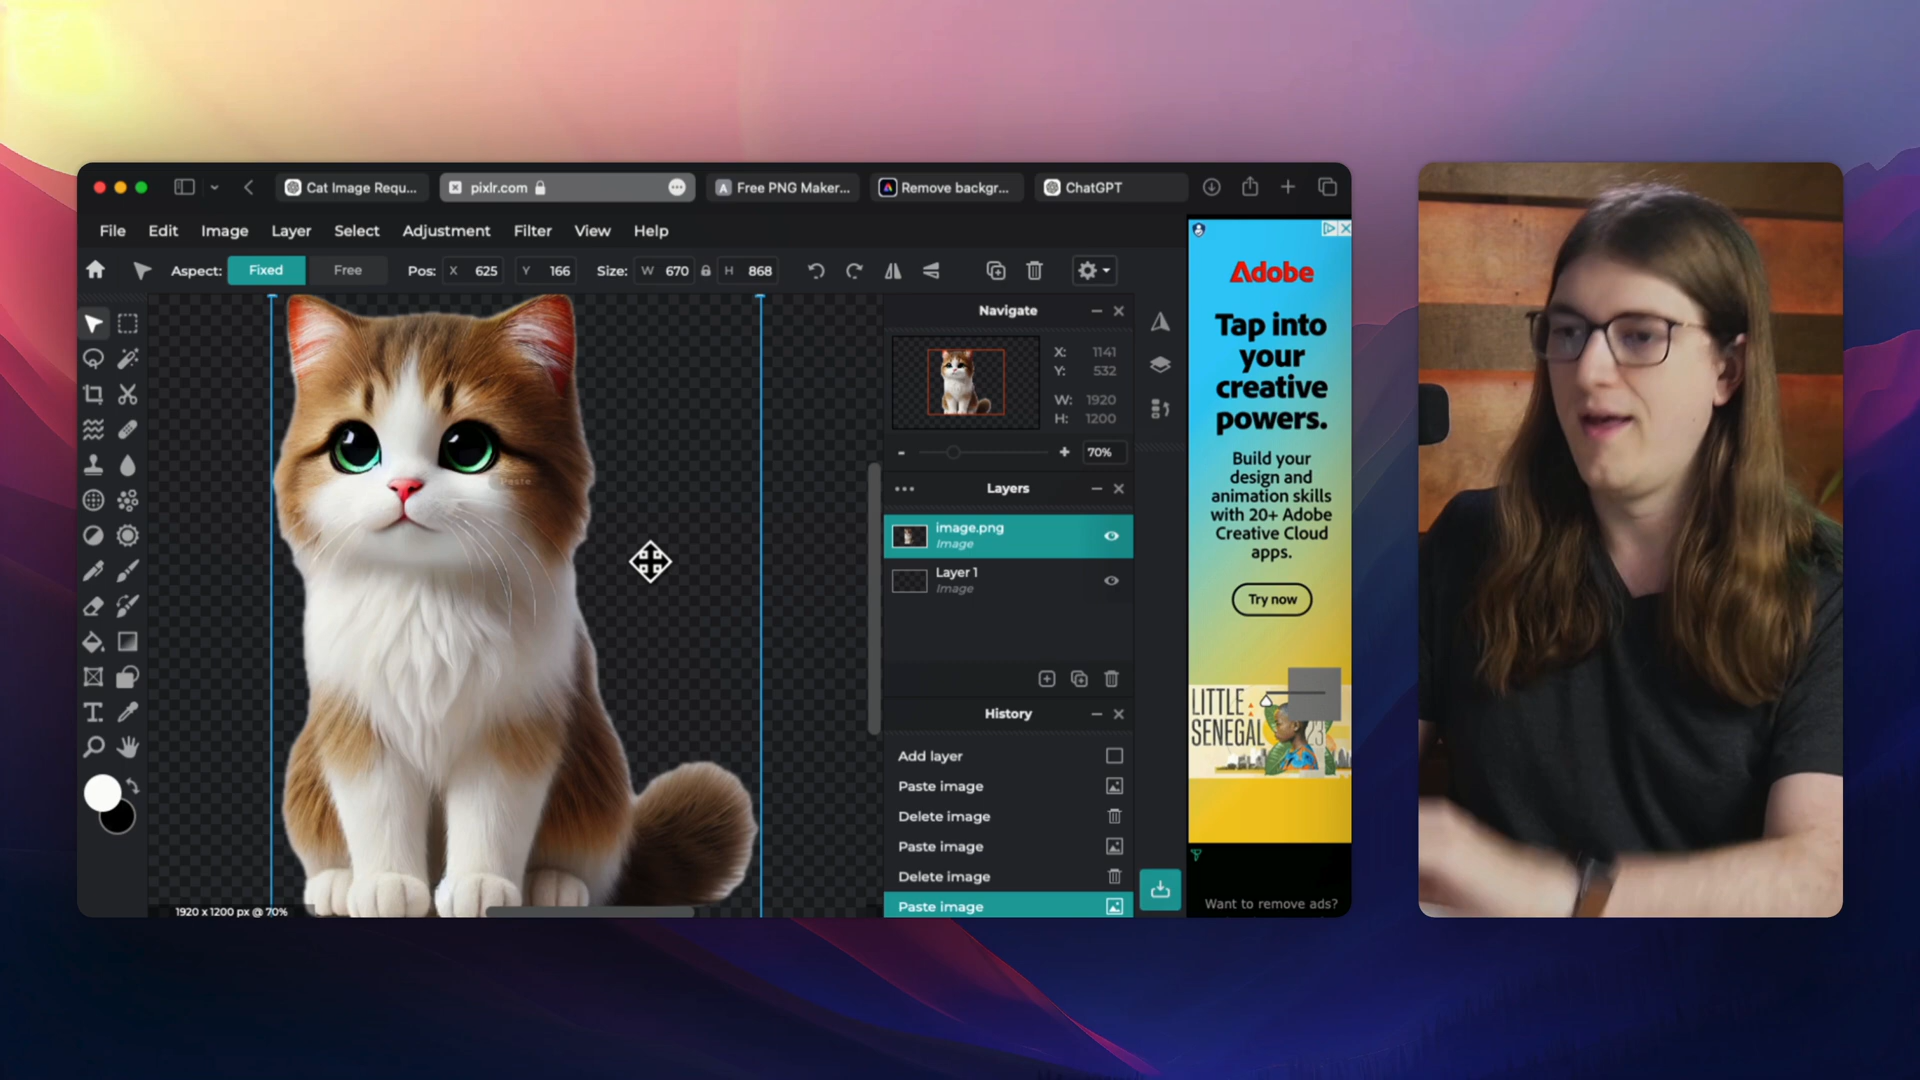 Cat Image Requ...
pixlr.com
Free PNG Maker...
Remove backgr...
ChatGPT
File Edit Image Layer Select Adjustment Filter View Help
Aspect: Fixed Free Pos: X 625 Y 166 Size: W 670 H 868
Navigate
X: 1141
Y: 532
W: 1920
H: 1200
- + 70%
Layers
image.png
Image
Layer 1
Image
History
Add layer
Paste image
Delete image
Paste image
Delete image
Paste image
Paste
1920 x 1200 px @ 70%
Adobe
Tap into
your
creative
powers.
Build your
design and
animation skills
with 20+ Adobe
Creative Cloud
apps.
Try now
LITTLE
SENEGAL
23
Want to remove ads?